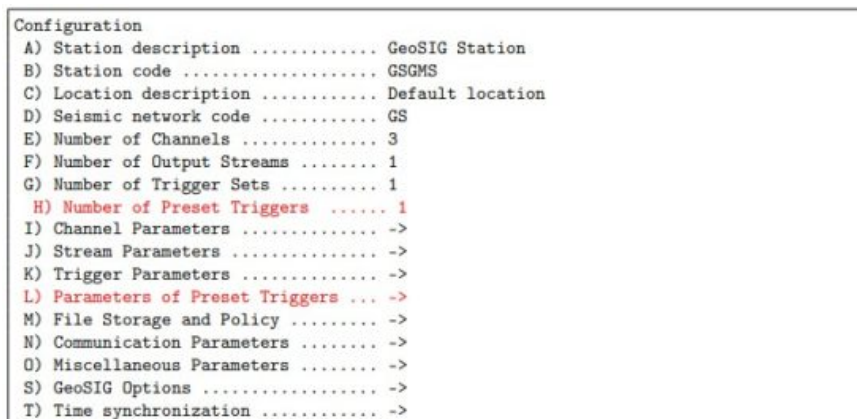 Configuration
A) Station description ............. GeoSIG Station
B) Station code .................... GSGMS
C) Location description ............ Default location
D) Seismic network code ............ GS
E) Number of Channels .............. 3
F) Number of Output Streams ........ 1
G) Number of Trigger Sets .......... 1
H) Number of Preset Triggers ...... 1
I) Channel Parameters .............. ->
J) Stream Parameters ............... ->
K) Trigger Parameters .............. ->
L) Parameters of Preset Triggers ... ->
M) File Storage and Policy ......... ->
N) Communication Parameters ........ ->
O) Miscellaneous Parameters ........ ->
S) GeoSIG Options .................. ->
T) Time synchronization ............ ->